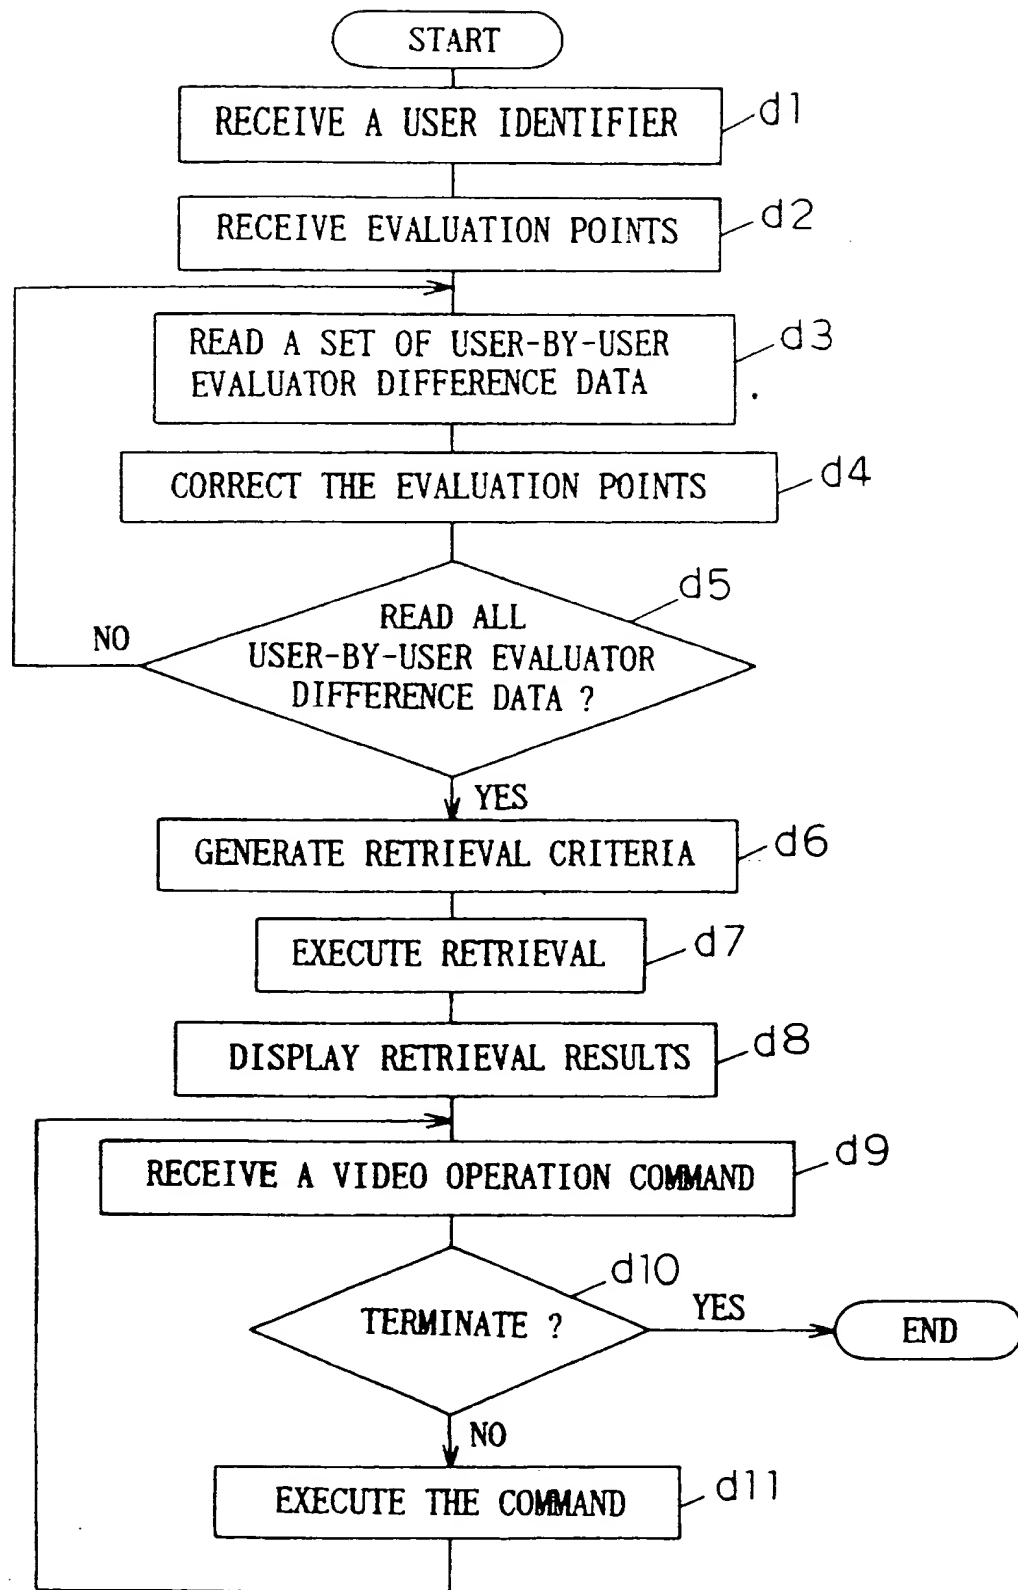 START
RECEIVE A USER IDENTIFIER
d1
RECEIVE EVALUATION POINTS
d2
READ A SET OF USER-BY-USER
EVALUATOR DIFFERENCE DATA
d3
CORRECT THE EVALUATION POINTS
d4
d5
READ ALL
USER-BY-USER EVALUATOR
DIFFERENCE DATA ?
NO
YES
GENERATE RETRIEVAL CRITERIA
d6
EXECUTE RETRIEVAL
d7
DISPLAY RETRIEVAL RESULTS
d8
RECEIVE A VIDEO OPERATION COMMAND
d9
d10
TERMINATE ?
YES
END
NO
EXECUTE THE COMMAND
d11